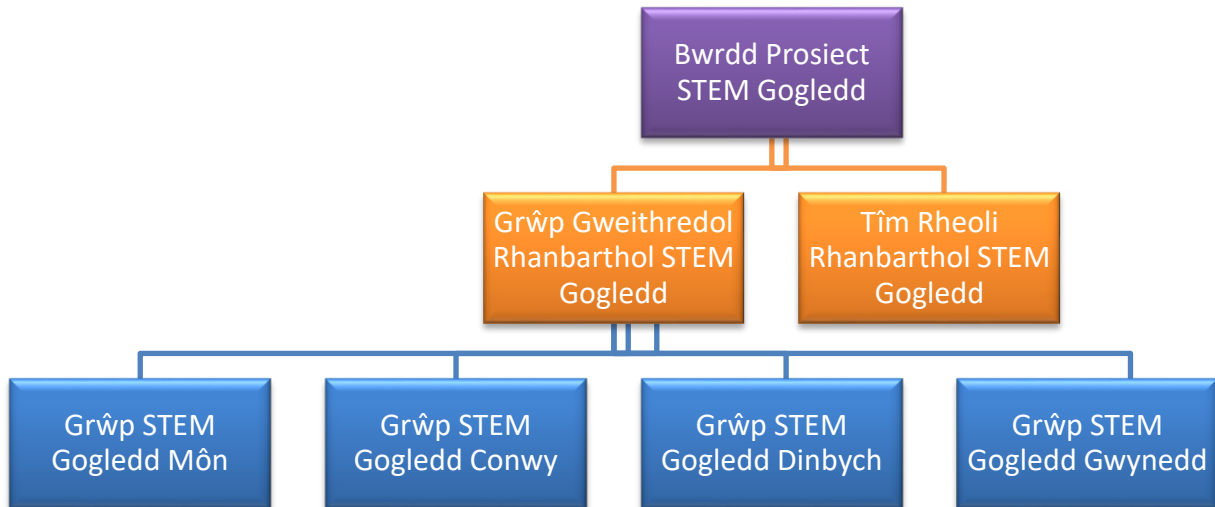 Bwrdd Prosiect
STEM Gogledd
Grŵp Gweithredol
Rhanbarthol STEM
Gogledd
Tîm Rheoli
Rhanbarthol STEM
Gogledd
Grŵp STEM
Gogledd Môn
Grŵp STEM
Gogledd Conwy
Grŵp STEM
Gogledd Dinbych
Grŵp STEM
Gogledd Gwynedd